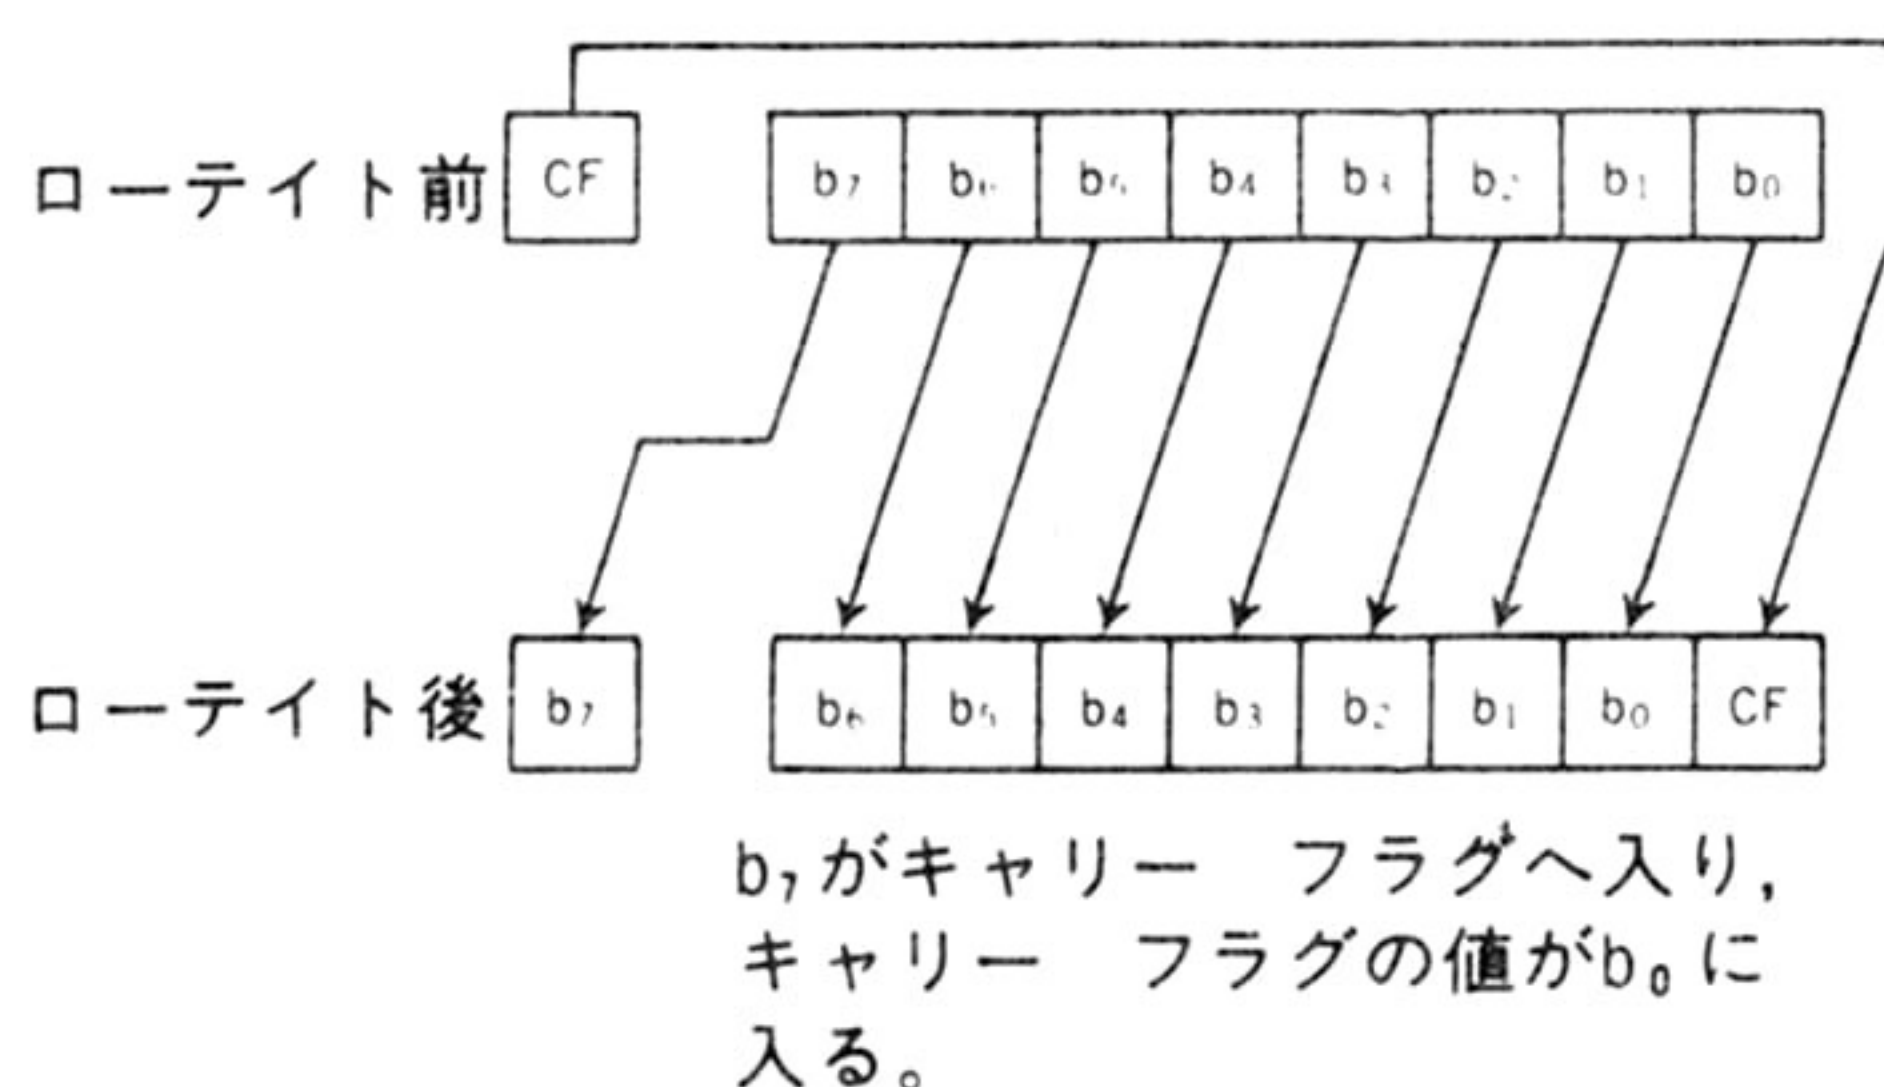 ローテイト前 CF b₇ b₆ b₅ b₄ b₃ b₂ b₁ b₀
ローテイト後 b₇ b₆ b₅ b₄ b₃ b₂ b₁ b₀ CF
b₇がキャリー フラグへ入り,
キャリー フラグの値がb₀に
入る。